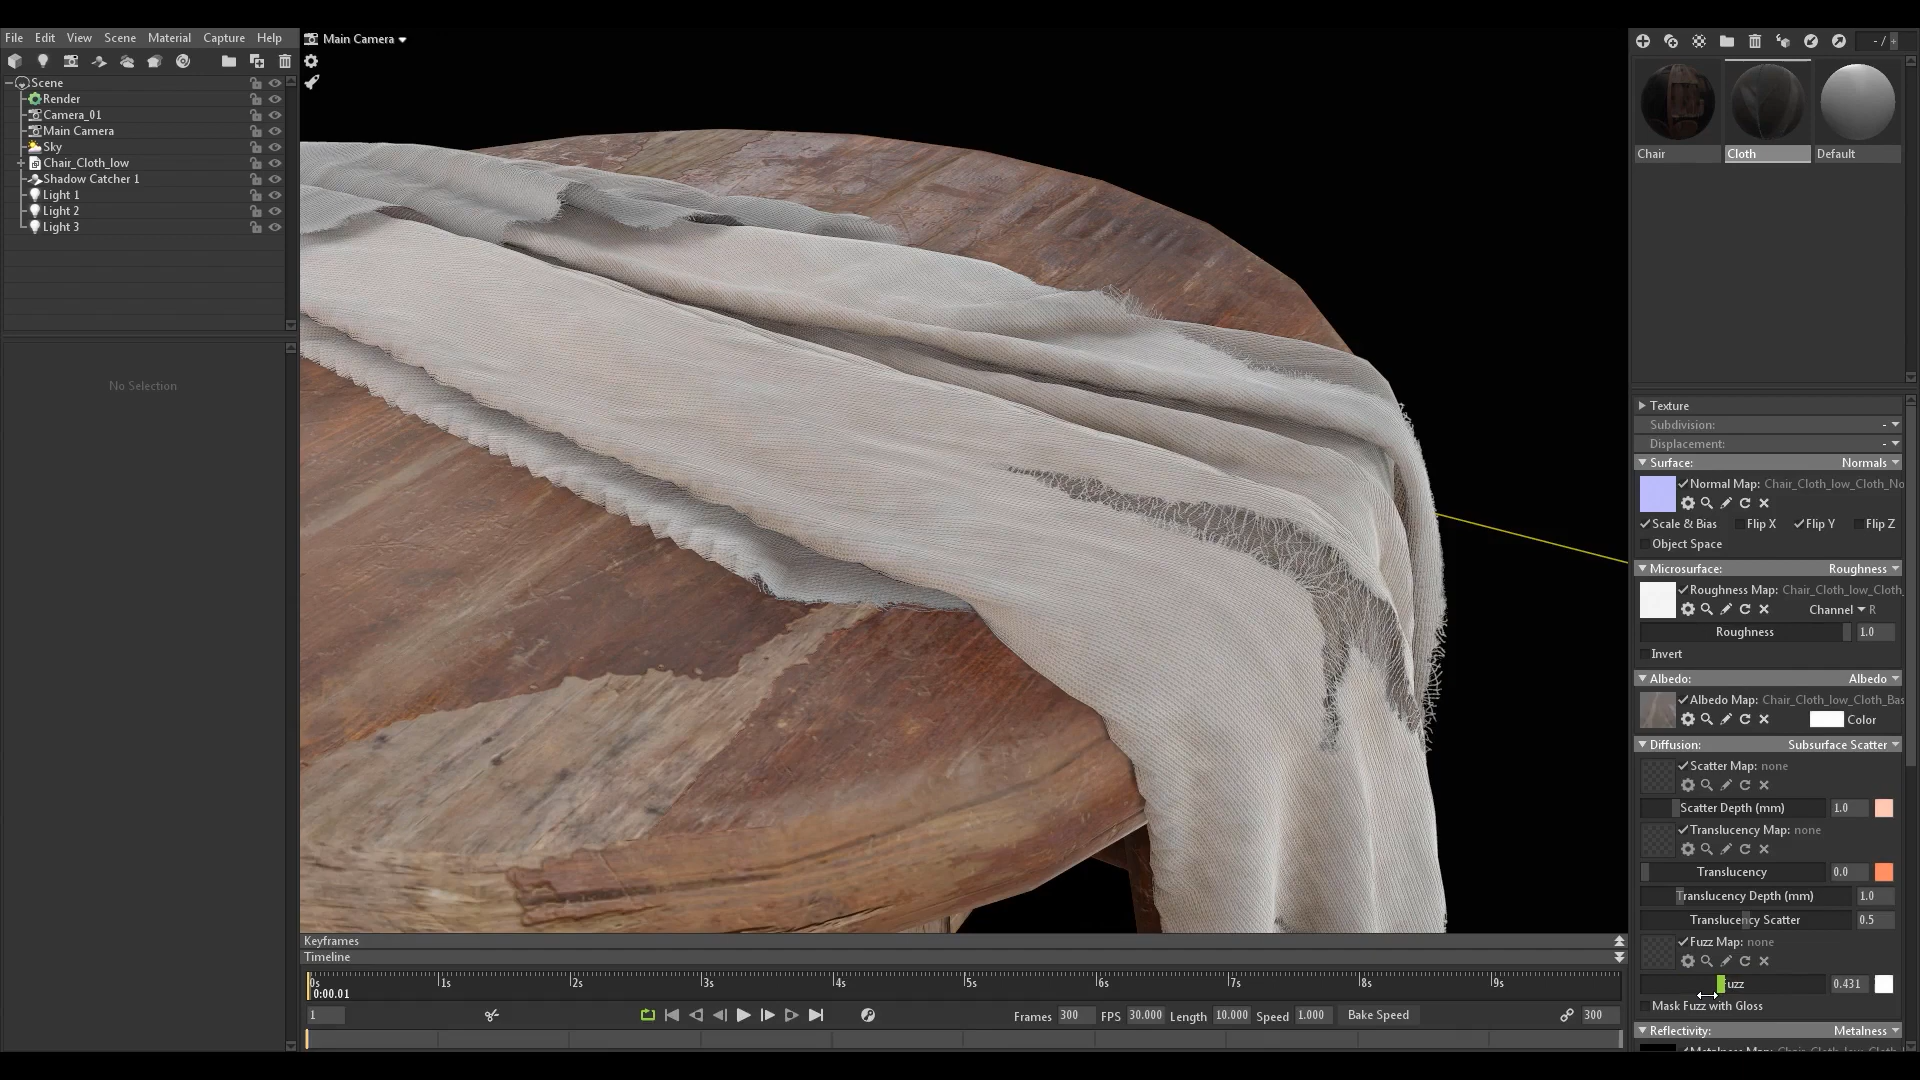 File Edit View Scene Material Capture Help
Main Camera
- /
Scene
Render
Camera_01
Main Camera
Sky
Chair_Cloth_low
Shadow Catcher 1
Light 1
Light 2
Light 3
No Selection
Chair Cloth Default
Texture
Subdivision: -
Displacement: -
Surface: Normals
Normal Map: Chair_Cloth_low_Cloth_No
Scale & Bias Flip X Flip Y Flip Z
Object Space
Microsurface: Roughness
Roughness Map: Chair_Cloth_low_Cloth_
Channel R
Roughness 1.0
Invert
Albedo: Albedo
Albedo Map: Chair_Cloth_low_Cloth_Bas
Color
Diffusion: Subsurface Scatter
Scatter Map: none
Scatter Depth (mm) 1.0
Translucency Map: none
Translucency 0.0
Translucency Depth (mm) 1.0
Translucency Scatter 0.5
Fuzz Map: none
uzz 0.431
Mask Fuzz with Gloss
Reflectivity: Metalness
Keyframes
Timeline
0s 1s 2s 3s 4s 5s 6s 7s 8s 9s
0:00.01
1
Frames 300 FPS 30.000 Length 10.000 Speed 1.000 Bake Speed 300